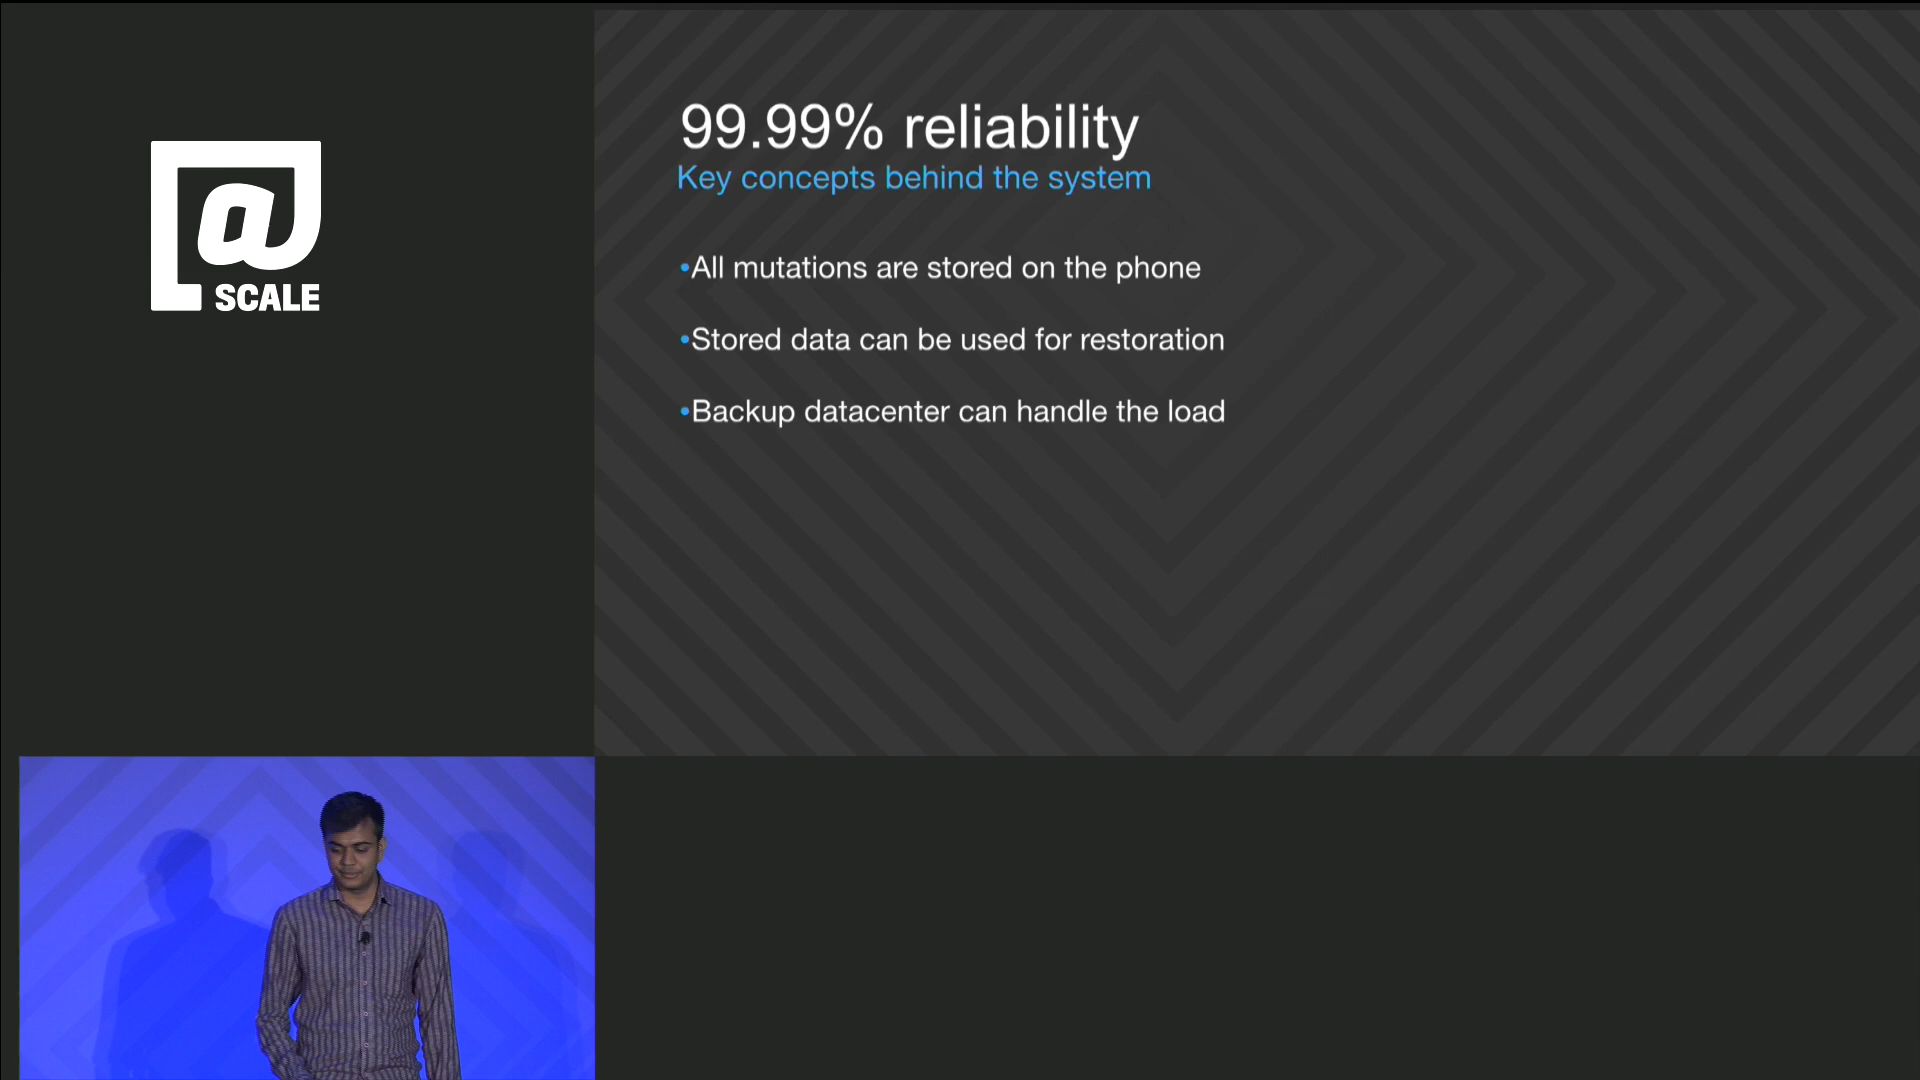 @
SCALE
99.99% reliability
Key concepts behind the system
•All mutations are stored on the phone
•Stored data can be used for restoration
•Backup datacenter can handle the load